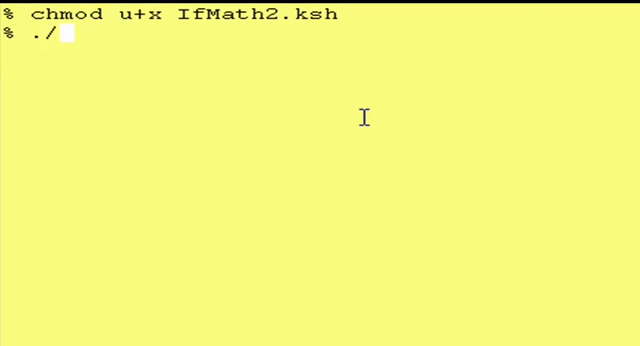 % chmod u+x IfMath2.ksh
% ./